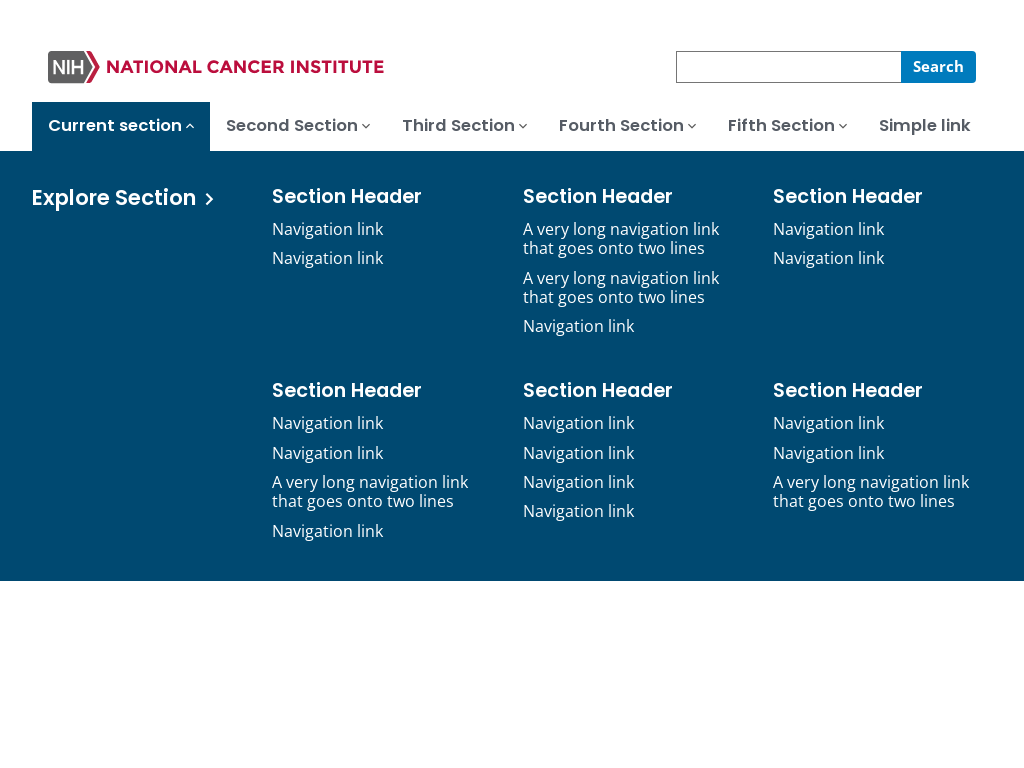 NIH NATIONAL CANCER INSTITUTE
Search
Current section Second Section Third Section Fourth Section Fifth Section Simple link
Explore Section
Section Header
Navigation link
Navigation link
Section Header
A very long navigation link
that goes onto two lines
A very long navigation link
that goes onto two lines
Navigation link
Section Header
Navigation link
Navigation link
Section Header
Navigation link
Navigation link
A very long navigation link
that goes onto two lines
Navigation link
Section Header
Navigation link
Navigation link
Navigation link
Navigation link
Section Header
Navigation link
Navigation link
A very long navigation link
that goes onto two lines